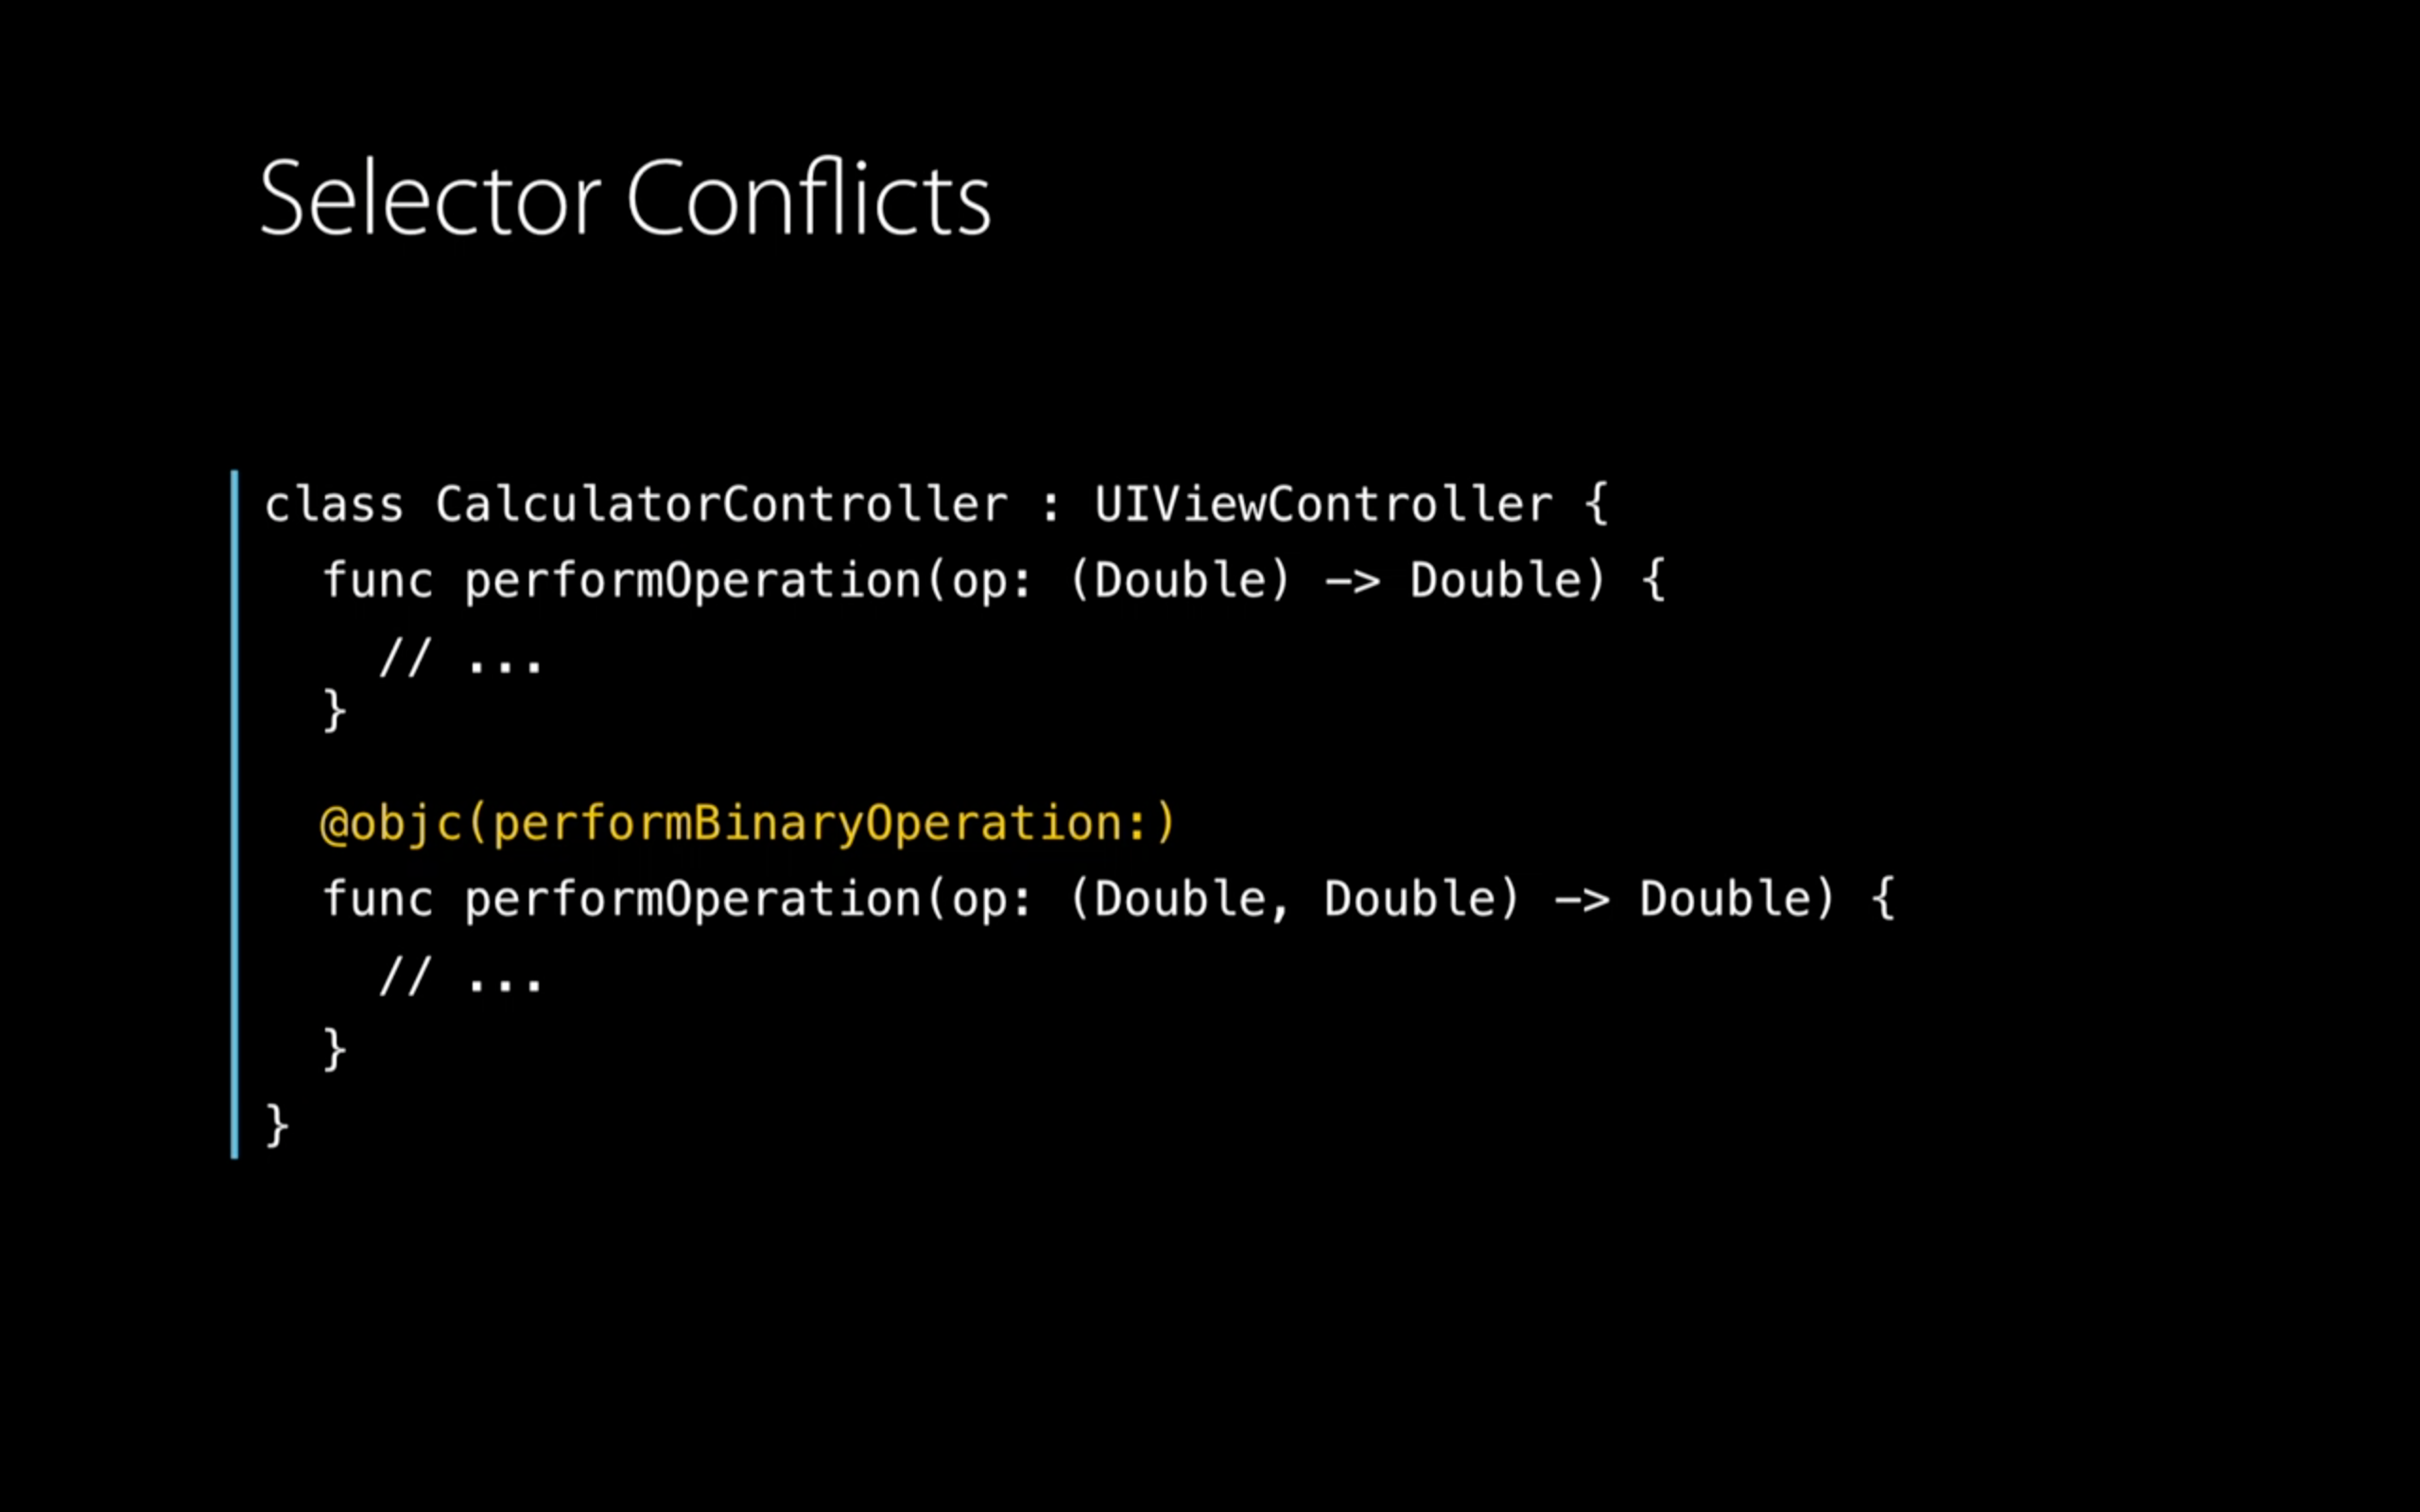 Selector Conflicts
class CalculatorController : UIViewController {
func performOperation(op: (Double) -> Double) {
// ...
}
@objc(performBinaryOperation:)
func performOperation(op: (Double, Double) -> Double) {
// ...
}
}